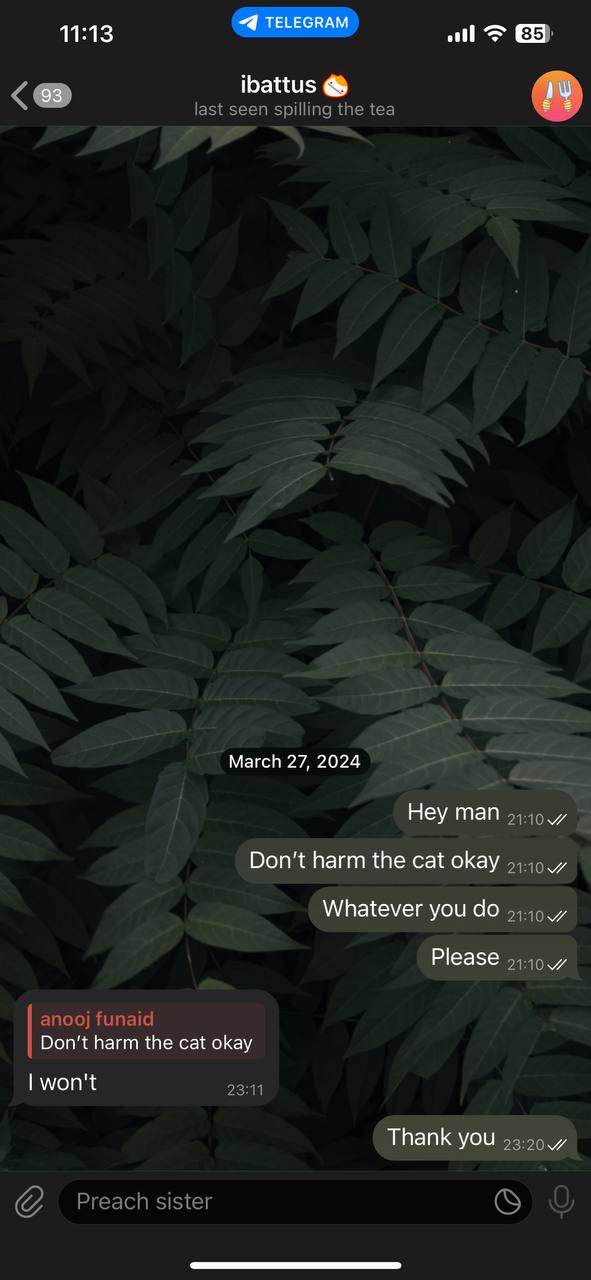 11:13
TELEGRAM
85
93
ibattus
last seen spilling the tea
March 27, 2024
Hey man 21:10
Don’t harm the cat okay 21:10
Whatever you do 21:10
Please 21:10
anooj funaid
Don’t harm the cat okay
I won't 23:11
Thank you 23:20
Preach sister